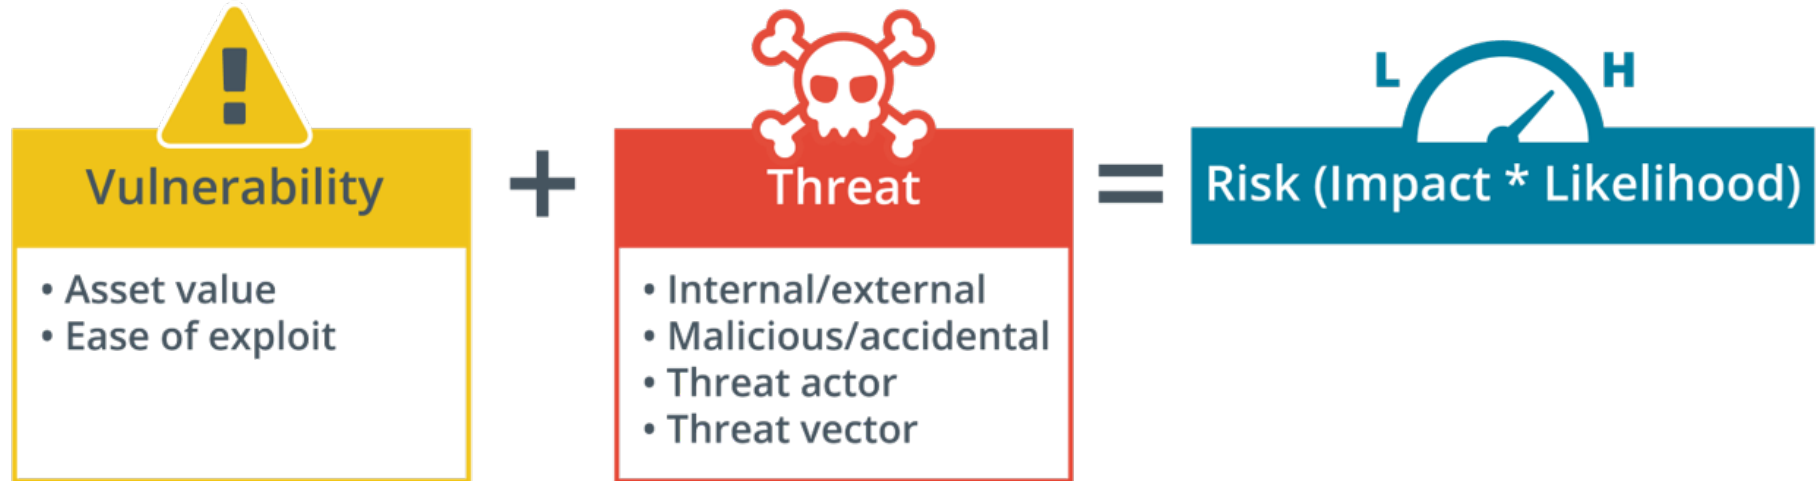 L
H
Vulnerability
+
Threat
=
Risk (Impact * Likelihood)
• Asset value
• Ease of exploit
• Internal/external
• Malicious/accidental
• Threat actor
• Threat vector